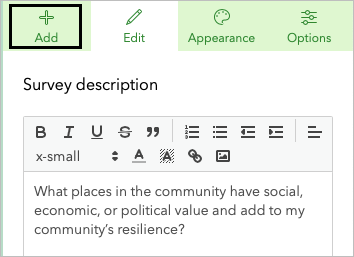 Add Edit Appearance Options
Survey description
B I U S
x-small A A
What places in the community have social,
economic, or political value and add to my
community's resilience?